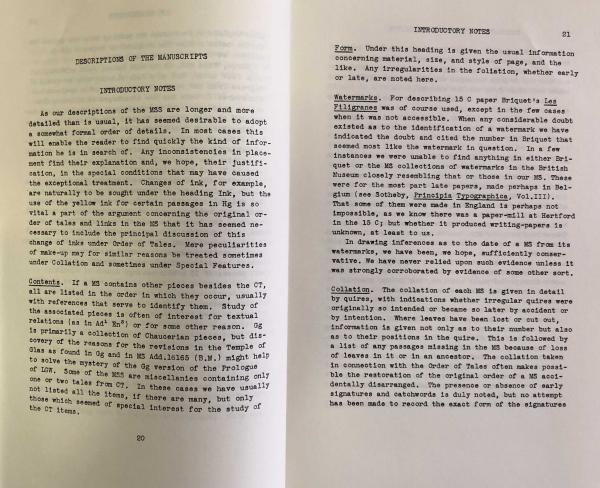 DESCRIPTIONS OF THE MANUSCRIPTS
INTRODUCTORY NOTES
As our descriptions of the MSS are longer and more
detailed than is usual, it has seemed desirable to adopt
a somewhat formal order of details. In most cases this
will enable the reader to find quickly the kind of infor-
mation he is in search of. Any inconsistencies in place-
ment find their explanation and, we hope, their justifi-
cation, in the special conditions that may have caused
the exceptional treatment. Changes of ink, for example,
are naturally to be sought under the heading Ink, but the
use of the yellow ink for certain passages in Hg is so
vital a part of the argument concerning the original or-
der of tales and links in the MS that it has seemed ne-
cessary to include the principal discussion of this
change of inks under Order of Tales. Mere peculiarities
of make-up may for similar reasons be treated sometimes
under Collation and sometimes under Special Features.
Contents. If a MS contains other pieces besides the CT,
all are listed in the order in which they occur, usually
with references that serve to identify them. Study of
the associated pieces is often of interest for textual
relations (as in Ad¹ En³) or for some other reason. Gg
is primarily a collection of Chaucerian pieces, but dis-
covery of the reasons for the revisions in the Temple of
Glas as found in Gg and in MS Add.16165 (B.M.) might help
to solve the mystery of the Gg version of the Prologue
of LGW. Some of the MSS are miscellanies containing only
one or two tales from CT. In these cases we have usually
not listed all the items, if there are many, but only
those which seemed of special interest for the study of
the CT items.
20
INTRODUCTORY NOTES 21
Form. Under this heading is given the usual information
concerning material, size, and style of page, and the
like. Any irregularities in the foliation, whether early
or late, are noted here.
Watermarks. For describing 15 C paper Briquet's Les
Filigranes was of course used, except in the few cases
when it was not accessible. When any considerable doubt
existed as to the identification of a watermark we have
indicated the doubt and cited the number in Briquet that
seemed most like the watermark in question. In a few
instances we were unable to find anything in either Bri-
quet or the MS collections of watermarks in the British
Museum closely resembling that or those in our MS. These
were for the most part late papers, made perhaps in Bel-
gium (see Sotheby, Principia Typographica, Vol.III).
That some of them were made in England is perhaps not
impossible, as we know there was a paper-mill at Hertford
in the 15 C; but whether it produced writing-papers is
unknown, at least to us.
In drawing inferences as to the date of a MS from its
watermarks, we have been, we hope, sufficiently conser-
vative. We have never relied upon such evidence unless it
was strongly corroborated by evidence of some other sort.
Collation. The collation of each MS is given in detail
by quires, with indications whether irregular quires were
originally so intended or became so later by accident or
by intention. Where leaves have been lost or cut out,
information is given not only as to their number but also
as to their positions in the quire. This is followed by
a list of any passages missing in the MS because of loss
of leaves in it or in an ancestor. The collation taken
in connection with the Order of Tales often makes possi-
ble the restoration of the original order of a MS acci-
dentally disarranged. The presence or absence of early
signatures and catchwords is duly noted, but no attempt
has been made to record the exact form of the signatures